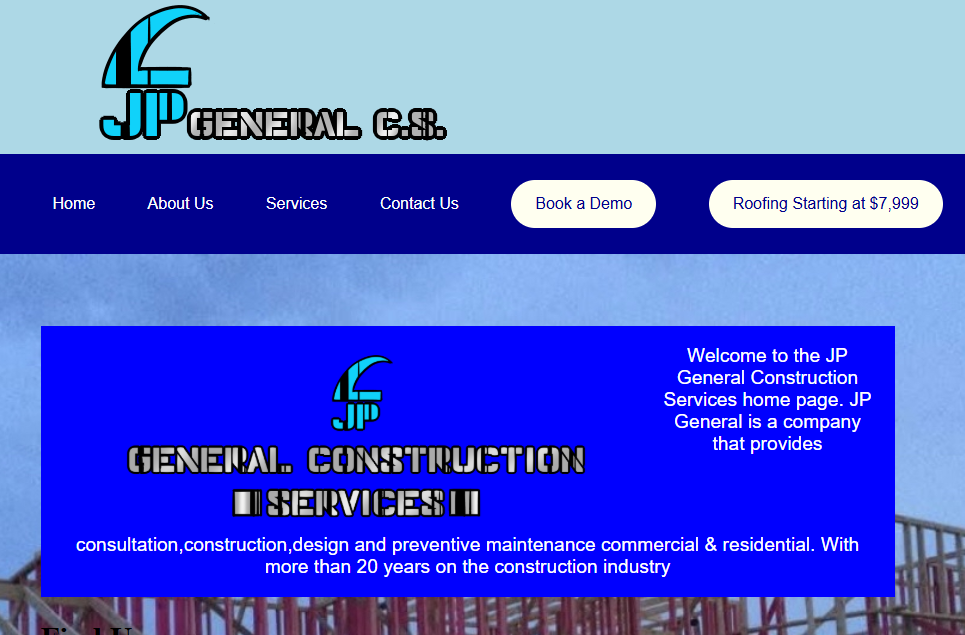 JP GENERAL C.S.
Home About Us Services Contact Us Book a Demo Roofing Starting at $7,999
JP
GENERAL CONSTRUCTION
SERVICES
Welcome to the JP
General Construction
Services home page. JP
General is a company
that provides
consultation,construction,design and preventive maintenance commercial & residential. With
more than 20 years on the construction industry